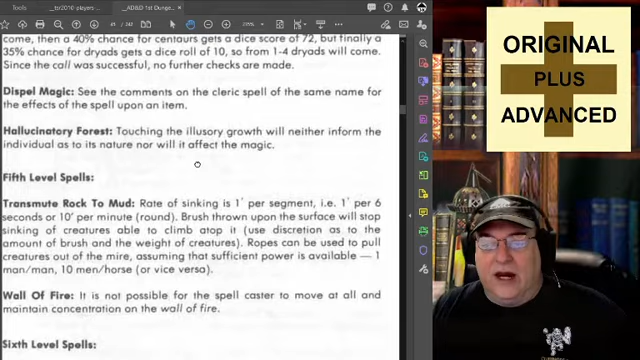 __ts/2010-players
__ts/
AD&D 1st Dunge...
45 / 242
come, then a 40% chance for centaurs gets a dice score of 72, but finally a
35% chance for dryads gets a dice roll of 10, so from 1-4 dryads will come.
Since the call was successful, no further checks are made.
Dispel Magic: See the comments on the cleric spell of the same name for
the effects of the spell upon an item.
Hallucinatory Forest: Touching the illusory growth will neither inform the
individual as to its nature nor will it affect the magic.
Fifth Level Spells:
Transmute Rock To Mud: Rate of sinking is 1' per segment, i.e. 1' per 6
seconds or 10' per minute (round). Brush thrown upon the surface will stop
sinking of creatures able to climb atop it (use discretion as to the
amount of brush and the weight of creatures). Ropes can be used to pull
creatures out of the mire, assuming that sufficient power is available — 1
man/man, 10 men/horse (or vice versa).
Wall Of Fire: It is not possible for the spell caster to move at all and
maintain concentration on the wall of fire.
Sixth Level Spells:
ORIGINAL
PLUS
ADVANCED